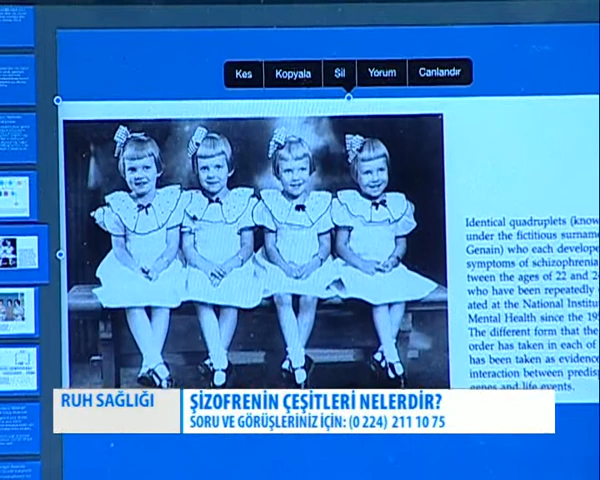 Kes Kopyala Sil Yorum Canlandır
Identical quadruplets (know
under the fictitious surname
Genain) who each develope
symptoms of schizophrenia
tween the ages of 22 and 2
who have been repeatedly
ated at the National Institu
Mental Health since the 195
The different form that the
order has taken in each of
has been taken as evidence
interaction between predis
genes and life events.
RUH SAĞLIĞI
ŞİZOFRENİN ÇEŞİTLERİ NELERDİR?
SORU VE GÖRÜŞLERİNİZ İÇİN: (0 224) 211 10 75